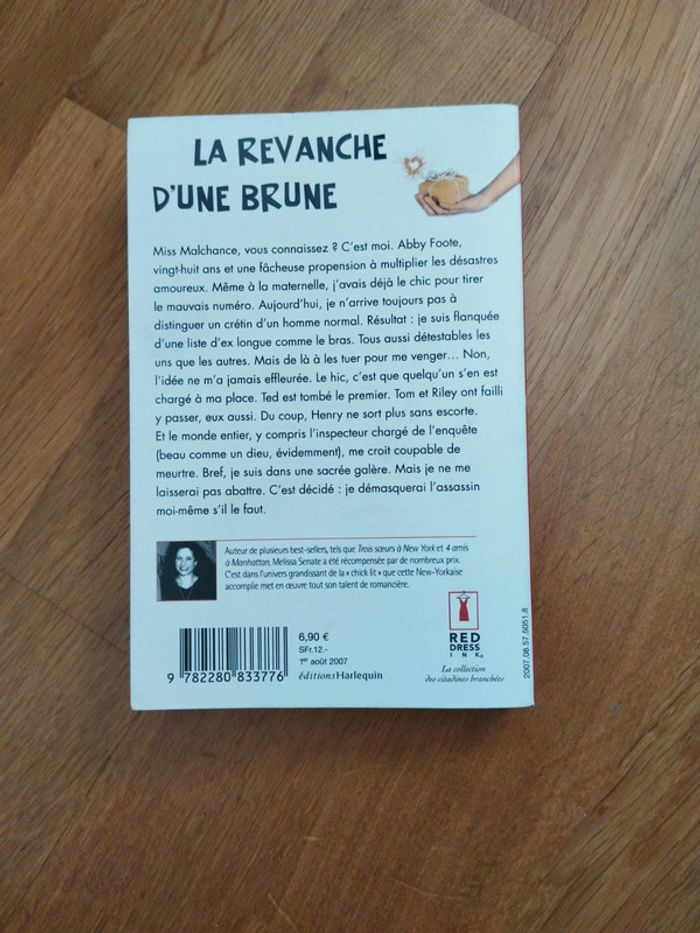 LA REVANCHE
D'UNE BRUNE
Miss Malchance, vous connaissez ? C'est moi. Abby Foote,
vingt-huit ans et une fâcheuse propension à multiplier les désastres
amoureux. Même à la maternelle, j'avais déjà le chic pour tirer
le mauvais numéro. Aujourd'hui, je n'arrive toujours pas à
distinguer un crétin d'un homme normal. Résultat : je suis flanquée
d'une liste d'ex longue comme le bras. Tous aussi détestables les
uns que les autres. Mais de là à les tuer pour me venger... Non,
l'idée ne m'a jamais effleurée. Le hic, c'est que quelqu'un s'en est
chargé à ma place. Ted est tombé le premier. Tom et Riley ont failli
y passer, eux aussi. Du coup, Henry ne sort plus sans escorte.
Et le monde entier, y compris l'inspecteur chargé de l'enquête
(beau comme un dieu, évidemment), me croit coupable de
meurtre. Bref, je suis dans une sacrée galère. Mais je ne me
laisserai pas abattre. C'est décidé : je démasquerai l'assassin
moi-même s'il le faut.
Auteur de plusieurs best-sellers, tels que Trois sœurs à New York et 4 amis
à Manhattan, Melissa Senate a été récompensée par de nombreux prix.
C'est dans l'univers grandissant de la « chick lit » que cette New-Yorkaise
accomplie met en œuvre tout son talent de romancière.
6,90 €
SFr.12.-
1er août 2007
éditionsHarlequin
9 782280 833776
RED
DRESS
INK®
La collection
des citadines branchées
2007.08.57.5051.8